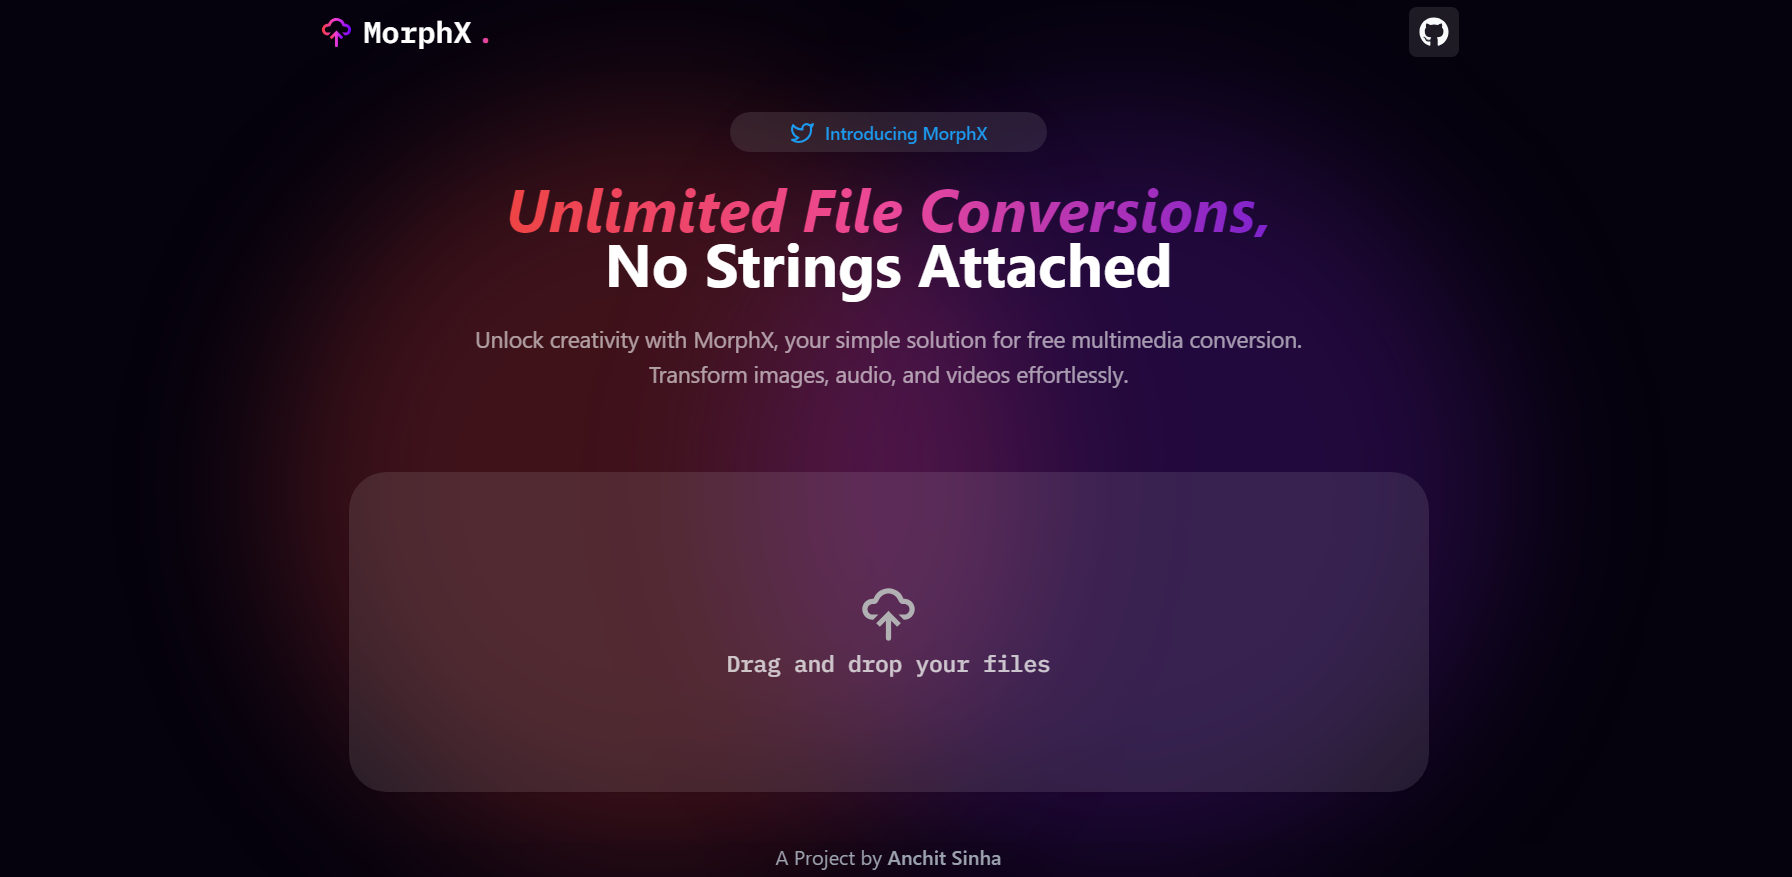 MorphX .
Introducing MorphX
Unlimited File Conversions,
No Strings Attached
Unlock creativity with MorphX, your simple solution for free multimedia conversion.
Transform images, audio, and videos effortlessly.
Drag and drop your files
A Project by Anchit Sinha